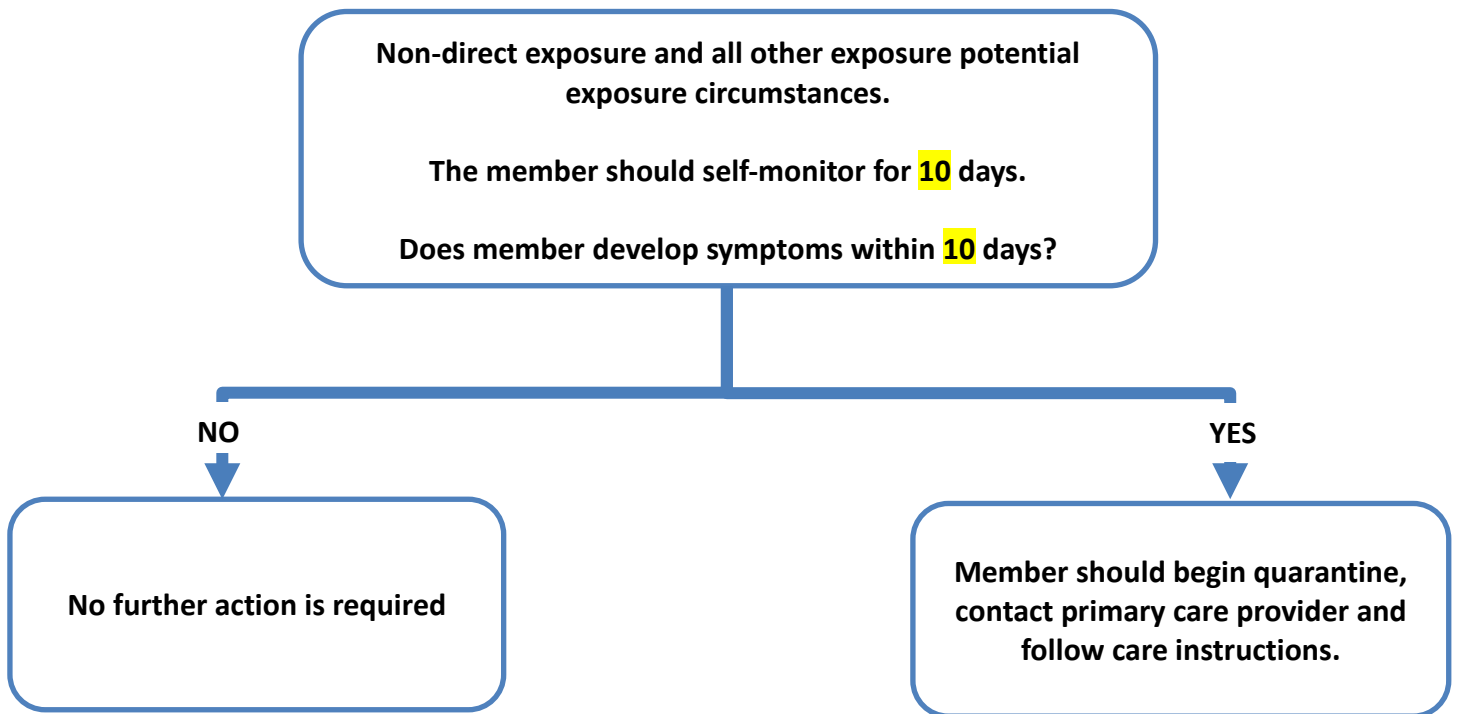 Non-direct exposure and all other exposure potential
exposure circumstances.
The member should self-monitor for 10 days.
Does member develop symptoms within 10 days?
NO
YES
No further action is required
Member should begin quarantine,
contact primary care provider and
follow care instructions.